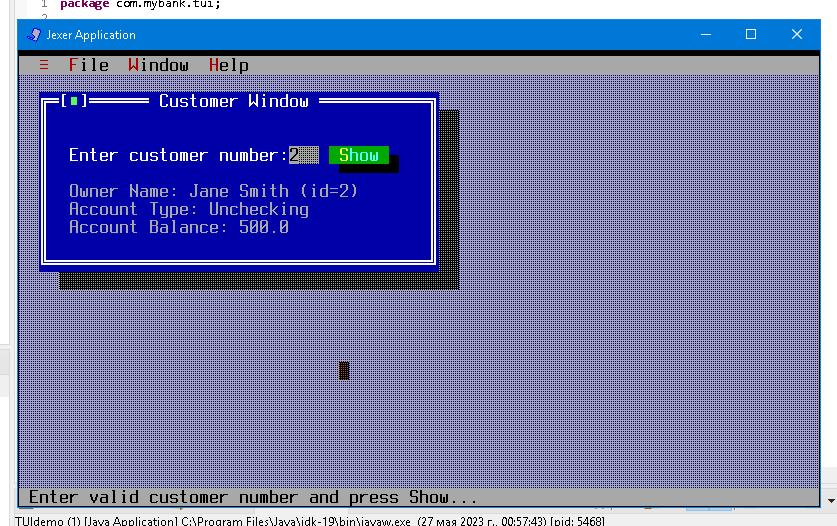 1 package com.mybank.tui;
2
Jexer Application
≡ File Window Help
Customer Window
Enter customer number:2 Show
Owner Name: Jane Smith (id=2)
Account Type: Unchecking
Account Balance: 500.0
Enter valid customer number and press Show...
TUIdemo (1) [Java Application] C:\Program Files\Java\jdk-19\bin\javaw.exe (27 мая 2023 г., 00:57:43) [pid: 5468]